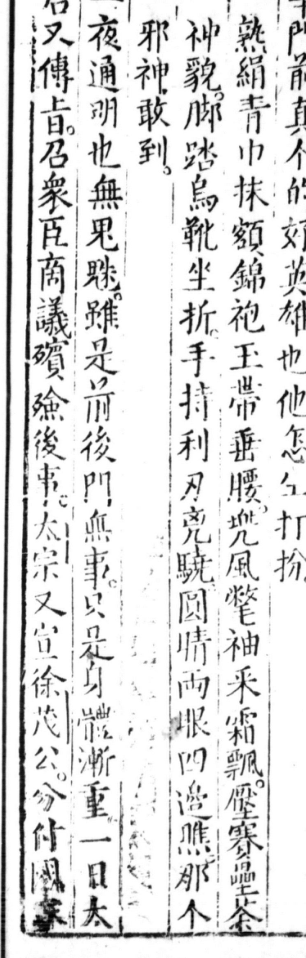 門前真个的好英雄也他怎生打扮
熟絹青巾抹額錦袍玉帶垂腰。兜風氅袖采霜飄。壓賽壘荼
神貌。脚踏烏靴坐折。手持利刃兇驍。圓睛兩眼四邉瞧。那个
邪神敢到。
一夜通明也無鬼魅。雖是前後門無事。只是身體漸重。一日太
后又傳旨。召衆臣商議殯殮後事。太宗又宣徐茂公。分付國家